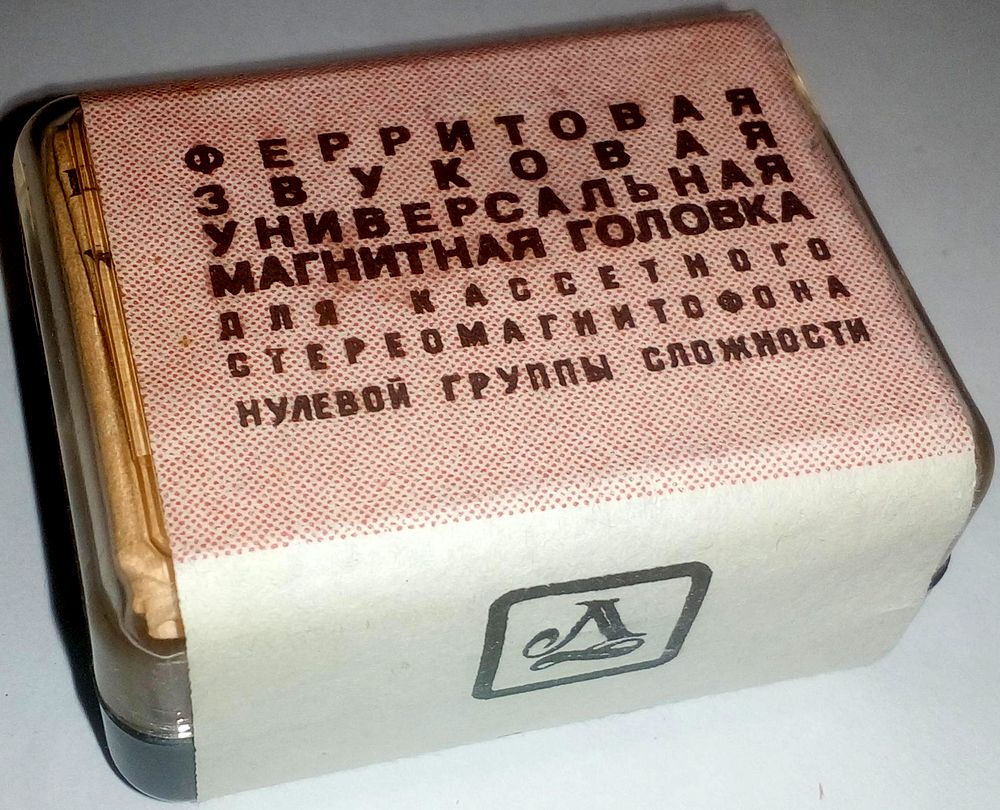 ФЕРРИТОВАЯ
ЗВУКОВАЯ
УНИВЕРСАЛЬНАЯ
МАГНИТНАЯ ГОЛОВКА
ДЛЯ КАССЕТНОГО
СТЕРЕОМАГНИТОФОНА
НУЛЕВОЙ ГРУППЫ СЛОЖНОСТИ
Л